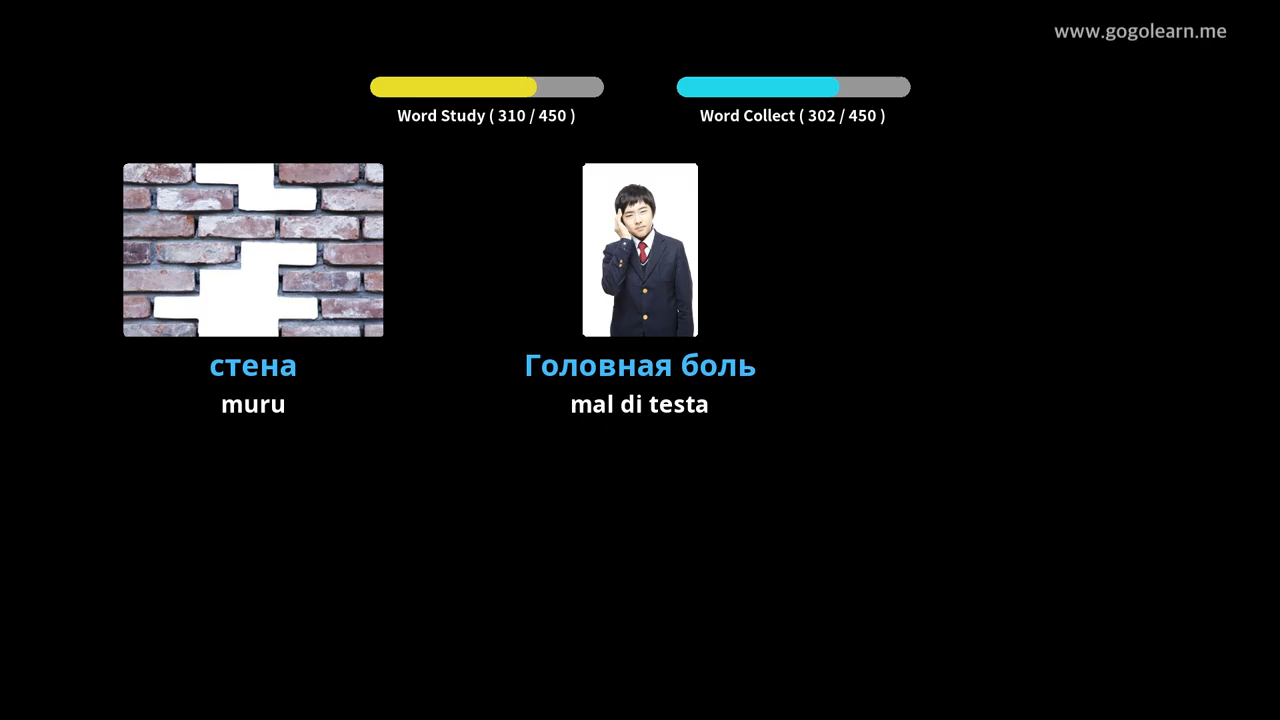 www.gogolearn.me
Word Study ( 310 / 450 )
Word Collect ( 302 / 450 )
стена
muru
Головная боль
mal di testa